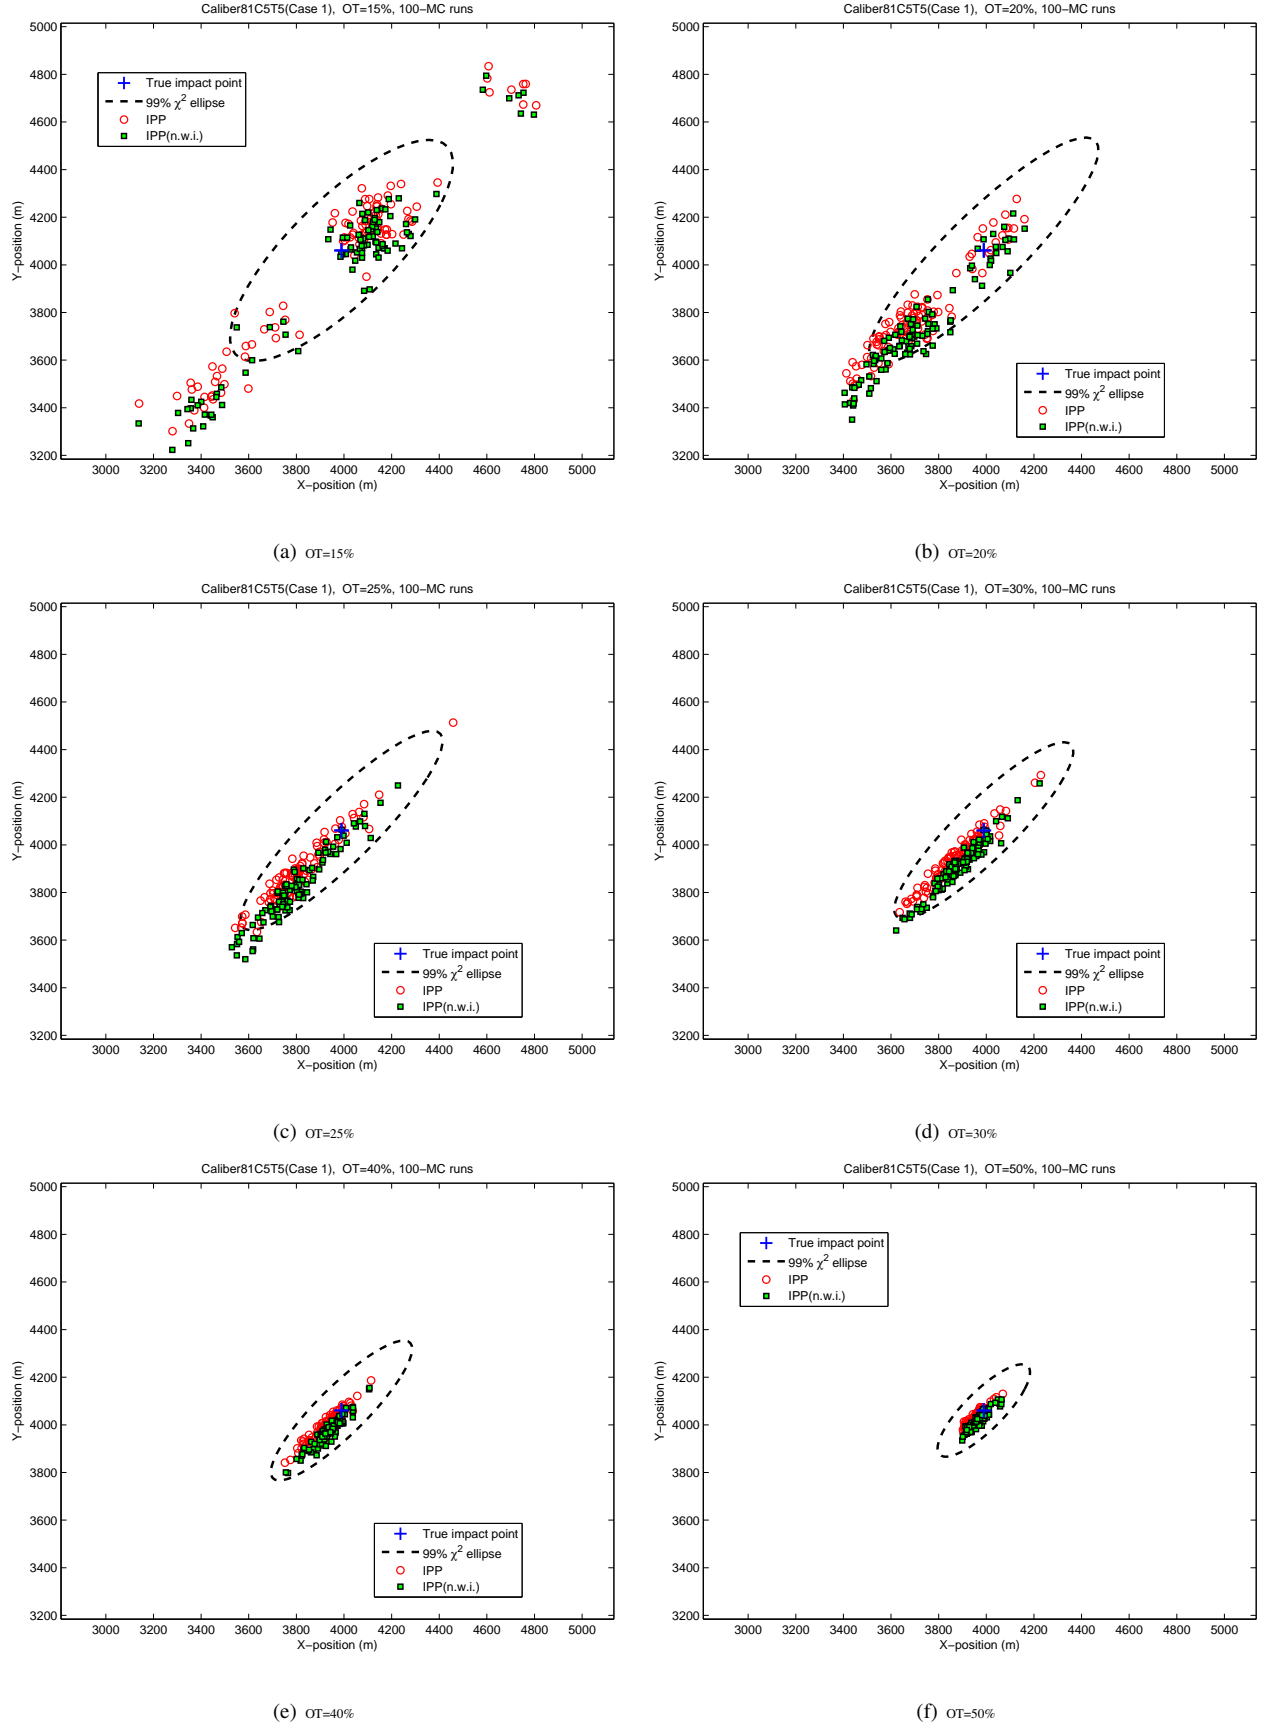 Caliber81C5T5(Case 1),  OT=15%, 100−MC runs
5000
4800
4600
4400
4200
4000
3800
3600
3400
3200
Y−position (m)
True impact point
99% χ² ellipse
IPP
IPP(n.w.i.)
3000 3200 3400 3600 3800 4000 4200 4400 4600 4800 5000
X−position (m)
(a) OT=15%
Caliber81C5T5(Case 1),  OT=20%, 100−MC runs
5000
4800
4600
4400
4200
4000
3800
3600
3400
3200
Y−position (m)
True impact point
99% χ² ellipse
IPP
IPP(n.w.i.)
3000 3200 3400 3600 3800 4000 4200 4400 4600 4800 5000
X−position (m)
(b) OT=20%
Caliber81C5T5(Case 1),  OT=25%, 100−MC runs
5000
4800
4600
4400
4200
4000
3800
3600
3400
3200
Y−position (m)
True impact point
99% χ² ellipse
IPP
IPP(n.w.i.)
3000 3200 3400 3600 3800 4000 4200 4400 4600 4800 5000
X−position (m)
(c) OT=25%
Caliber81C5T5(Case 1),  OT=30%, 100−MC runs
5000
4800
4600
4400
4200
4000
3800
3600
3400
3200
Y−position (m)
True impact point
99% χ² ellipse
IPP
IPP(n.w.i.)
3000 3200 3400 3600 3800 4000 4200 4400 4600 4800 5000
X−position (m)
(d) OT=30%
Caliber81C5T5(Case 1),  OT=40%, 100−MC runs
5000
4800
4600
4400
4200
4000
3800
3600
3400
3200
Y−position (m)
True impact point
99% χ² ellipse
IPP
IPP(n.w.i.)
3000 3200 3400 3600 3800 4000 4200 4400 4600 4800 5000
X−position (m)
(e) OT=40%
Caliber81C5T5(Case 1),  OT=50%, 100−MC runs
5000
4800
4600
4400
4200
4000
3800
3600
3400
3200
Y−position (m)
True impact point
99% χ² ellipse
IPP
IPP(n.w.i.)
3000 3200 3400 3600 3800 4000 4200 4400 4600 4800 5000
X−position (m)
(f) OT=50%